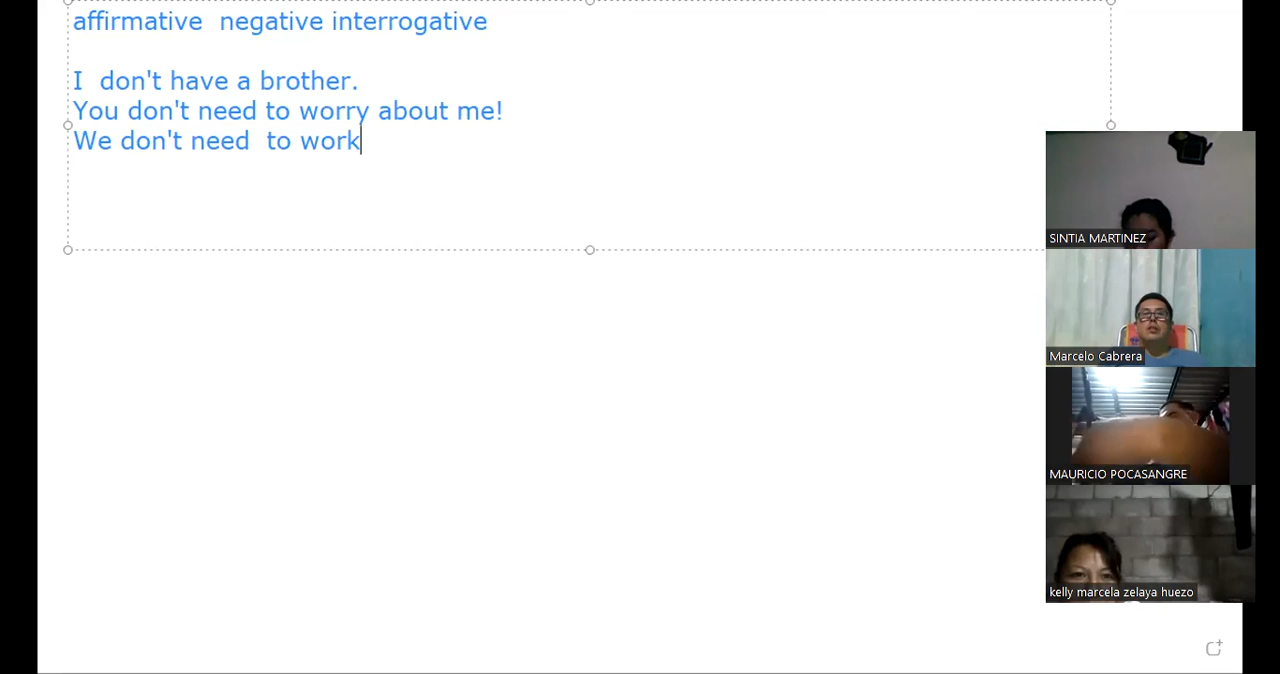 affirmative  negative interrogative
I  don't have a brother.
You don't need to worry about me!
We don't need  to work
SINTIA MARTINEZ
Marcelo Cabrera
MAURICIO POCASANGRE
kelly marcela zelaya huezo